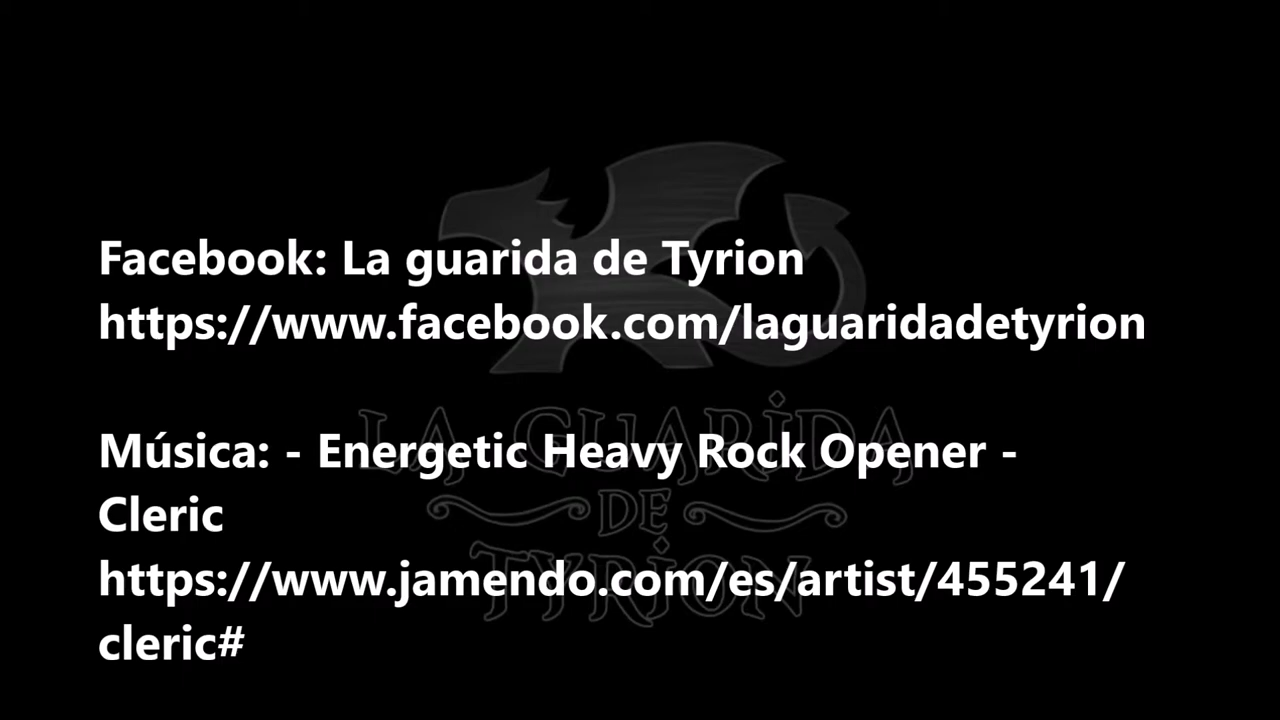 Facebook: La guarida de Tyrion
https://www.facebook.com/laguaridadetyrion
Música: - Energetic Heavy Rock Opener -
Cleric
https://www.jamendo.com/es/artist/455241/
cleric#
LA GUARIDA
DE
TYRION